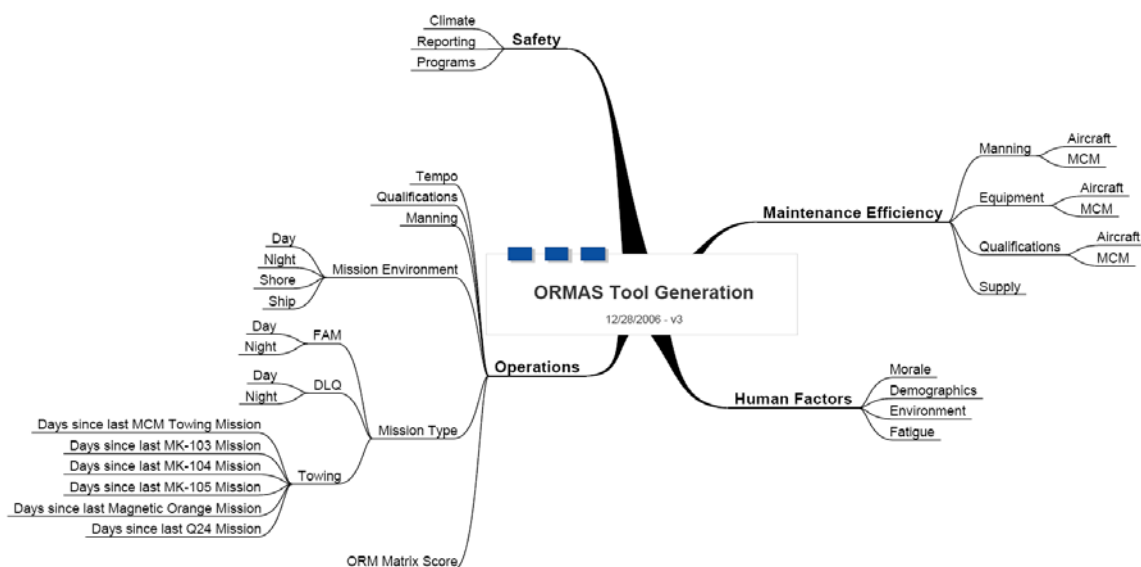 Safety
Climate
Reporting
Programs
Maintenance Efficiency
Manning
Aircraft
MCM
Equipment
Aircraft
MCM
Qualifications
Aircraft
MCM
Supply
ORMAS Tool Generation
12/28/2006 - v3
Operations
Tempo
Qualifications
Manning
Mission Environment
Day
Night
Shore
Ship
Mission Type
FAM
Day
Night
DLQ
Day
Night
Towing
Days since last MCM Towing Mission
Days since last MK-103 Mission
Days since last MK-104 Mission
Days since last MK-105 Mission
Days since last Magnetic Orange Mission
Days since last Q24 Mission
ORM Matrix Score
Human Factors
Morale
Demographics
Environment
Fatigue